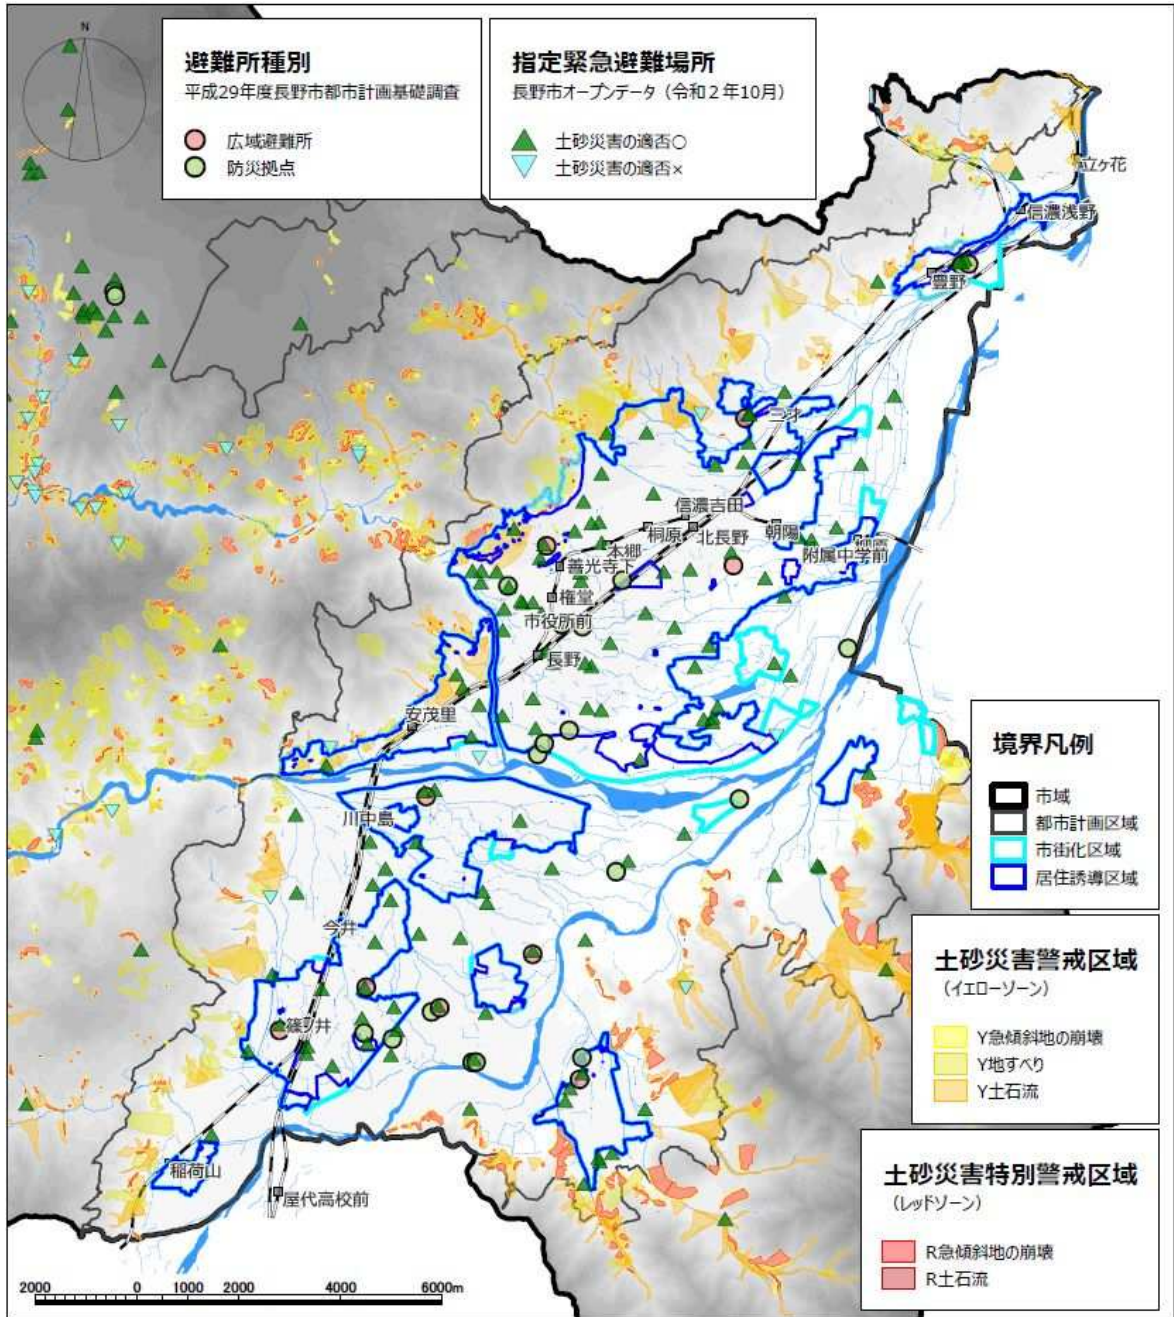 N
避難所種別
平成29年度長野市都市計画基礎調査
広域避難所
防災拠点
指定緊急避難場所
長野市オープンデータ（令和２年10月）
土砂災害の適否○
土砂災害の適否×
立ヶ花
信濃浅野
豊野
三才
信濃吉田
桐原
北長野
朝陽
本郷
附属中学前
善光寺下
権堂
市役所前
長野
安茂里
川中島
今井
篠ノ井
稲荷山
屋代高校前
境界凡例
市域
都市計画区域
市街化区域
居住誘導区域
土砂災害警戒区域
（イエローゾーン）
Y急傾斜地の崩壊
Y地すべり
Y土石流
土砂災害特別警戒区域
（レッドゾーン）
R急傾斜地の崩壊
R土石流
2000 0 2000 4000 6000m